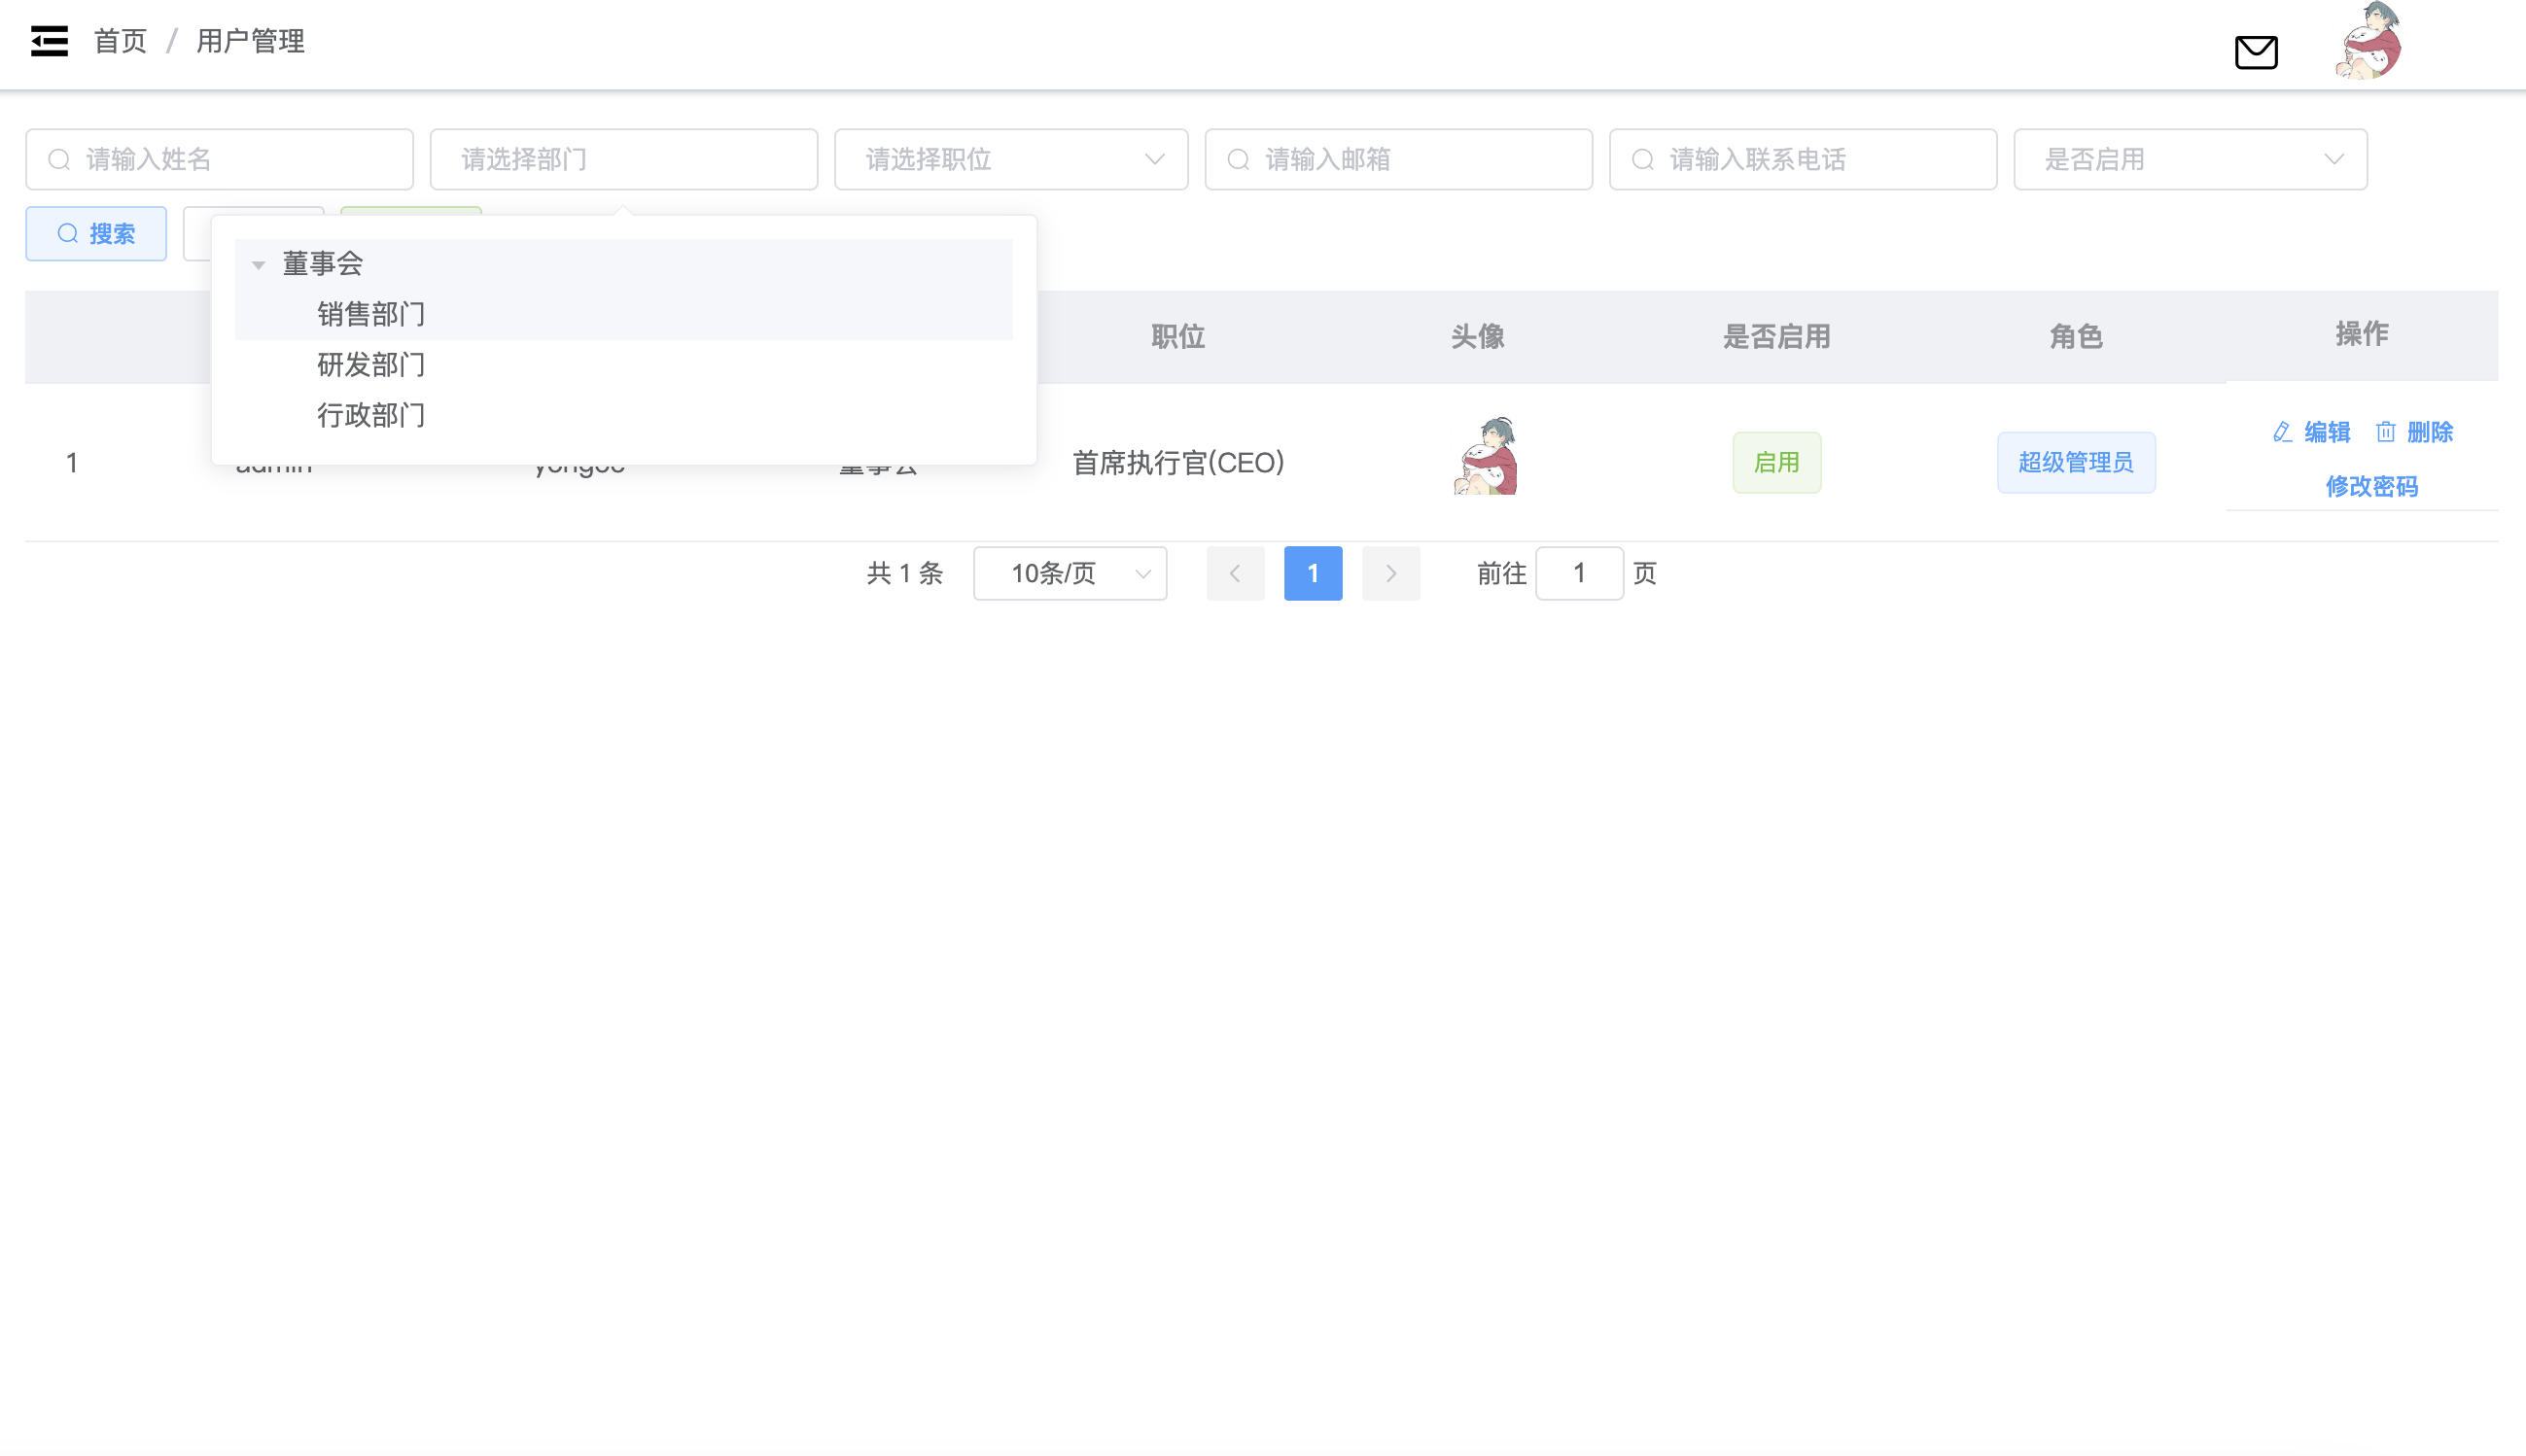 首页 / 用户管理
请输入姓名 请选择部门 请选择职位 请输入邮箱 请输入联系电话 是否启用
搜索
董事会
销售部门
研发部门
行政部门
职位 头像 是否启用 角色 操作
1 admin yongoo 董事会 首席执行官(CEO) 启用 超级管理员 编辑 删除
修改密码
共 1 条 10条/页 1 前往 1 页